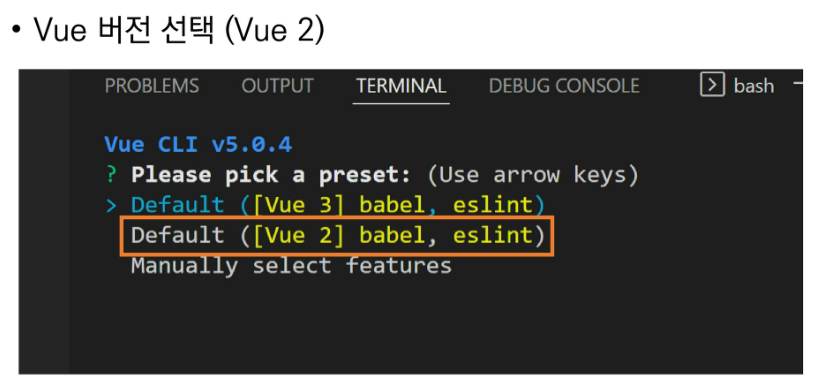 • Vue 버전 선택 (Vue 2)
PROBLEMS OUTPUT TERMINAL DEBUG CONSOLE bash
Vue CLI v5.0.4
? Please pick a preset: (Use arrow keys)
> Default ([Vue 3] babel, eslint)
Default ([Vue 2] babel, eslint)
Manually select features